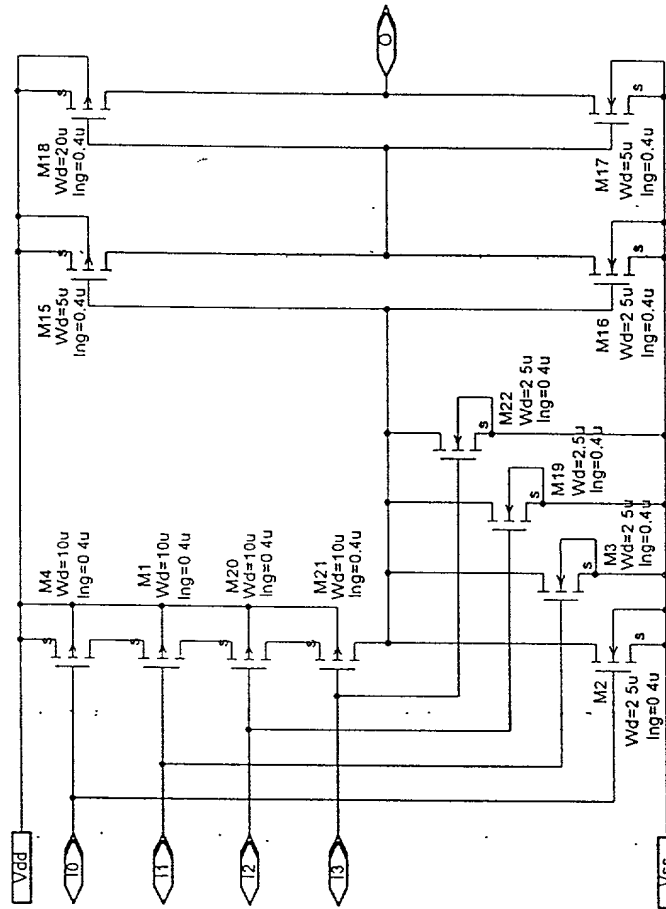 Vdd
I0
I1
I2
I3
M4
Wd=10u
lng=0 4u
M1
Wd=10u
lng=0 4u
M20
Wd=10u
lng=0 4u
M21
Wd=10u
lng=0.4u
M2
Wd=2 5u
lng=0 4u
M3
Wd=2 5u
lng=0 4u
M19
Wd=2.5u
lng=0.4u
M22
Wd=2 5u
lng=0 4u
M15
Wd=5u
lng=0.4u
M16
Wd=2 5u
lng=0.4u
M18
Wd=20u
lng=0.4u
M17
Wd=5u
lng=0.4u
O
s
s
s
s
s
s
s
s
s
s
s
s